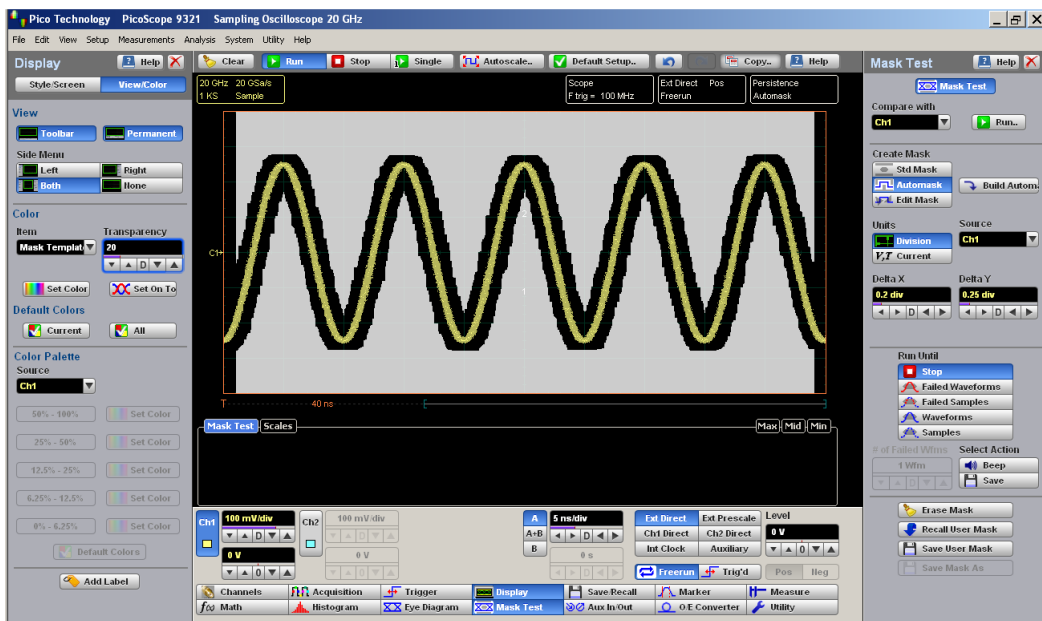 Pico Technology PicoScope 9321 Sampling Oscilloscope 20 GHz
File Edit View Setup Measurements Analysis System Utility Help
Display Help
Style/Screen View/Color
View
Toolbar Permanent
Side Menu
Left Right
Both None
Color
Item Transparency
Mask Templat 20
D
Set Color Set On To
Default Colors
Current All
Color Palette
Source
Ch1
50% - 100% Set Color
25% - 50% Set Color
12.5% - 25% Set Color
6.25% - 12.5% Set Color
0% - 6.25% Set Color
Default Colors
Add Label
Clear Run Stop Single Autoscale.. Default Setup.. Copy.. Help
20 GHz 20 GSa/s
1 KS Sample
Scope
F trig = 100 MHz
Ext Direct Pos
Freerun
Persistence
Automask
C1+
2
1
T 40 ns
Mask Test Scales Max Mid Min
Ch1 100 mV/div Ch2 100 mV/div
D D
0 V 0 V
0 0
A 5 ns/div
A+B D
B 0 s
D
Ext Direct Ext Prescale Level
Ch1 Direct Ch2 Direct 0 V
Int Clock Auxiliary 0
Freerun Trig'd Pos Neg
Channels Acquisition Trigger Display Save/Recall Marker Measure
f(x) Math Histogram Eye Diagram Mask Test Aux In/Out O/E Converter Utility
Mask Test Help
Mask Test
Compare with
Ch1 Run..
Create Mask
Std Mask
Automask Build Autom
Edit Mask
Units Source
Division Ch1
V,T Current
Delta X Delta Y
0.2 div 0.25 div
D D
Run Until
Stop
Failed Waveforms
Failed Samples
Waveforms
Samples
# of Failed Wfms Select Action
1 Wfm Beep
D Save
Erase Mask
Recall User Mask
Save User Mask
Save Mask As